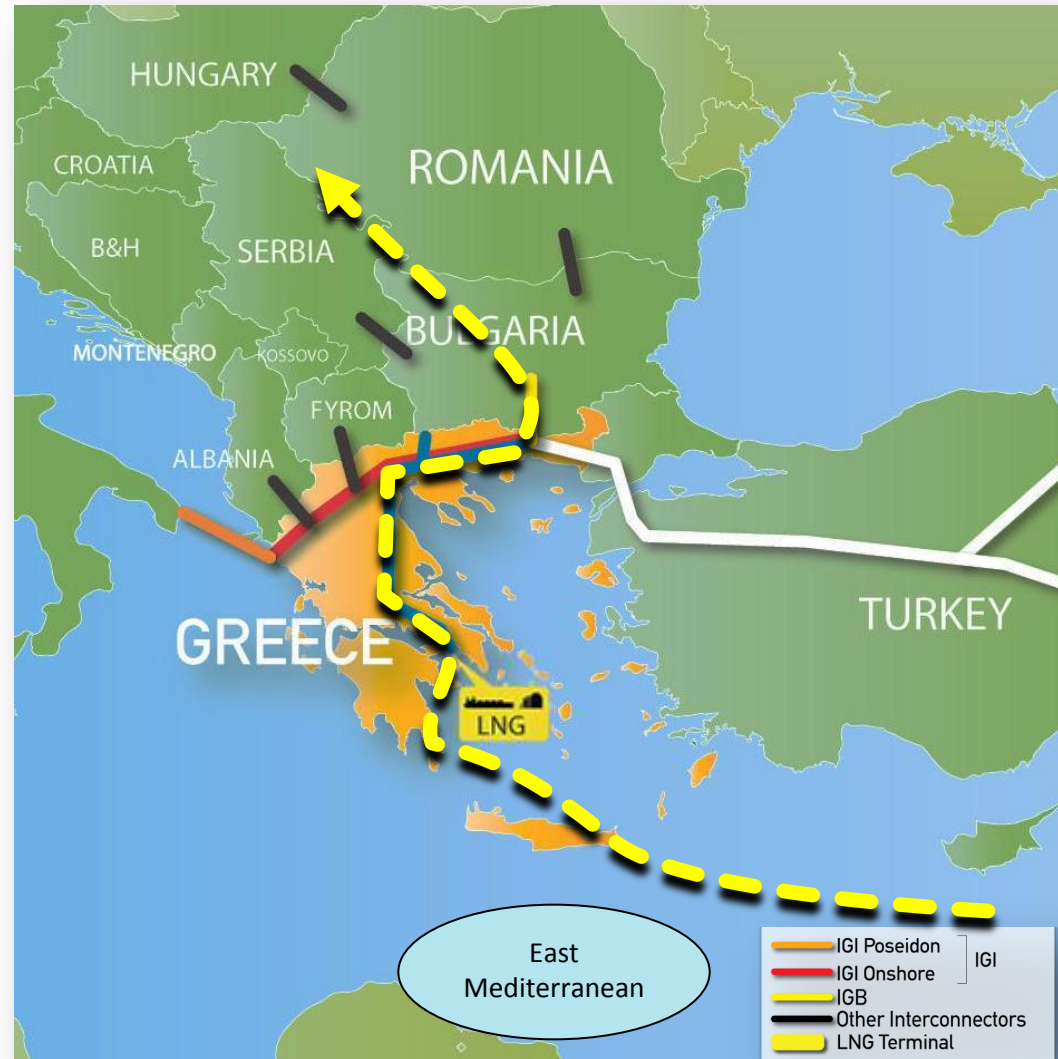 HUNGARY
CROATIA
ROMANIA
B&H
SERBIA
BULGARIA
MONTENEGRO
KOSSOVO
FYROM
ALBANIA
TURKEY
GREECE
LNG
East
Mediterranean
IGI Poseidon
IGI
IGI Onshore
IGB
Other Interconnectors
LNG Terminal